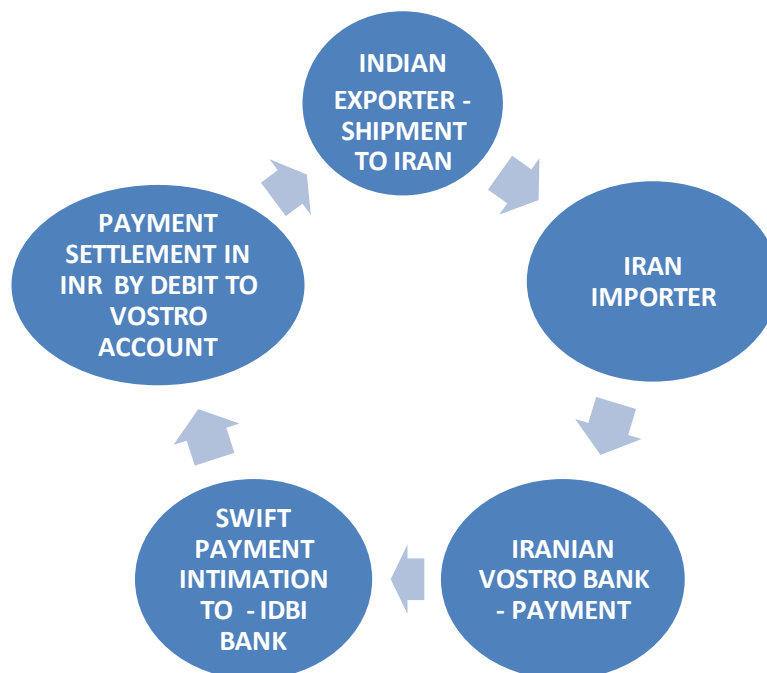 INDIAN
EXPORTER -
SHIPMENT
TO IRAN
IRAN
IMPORTER
IRANIAN
VOSTRO BANK
- PAYMENT
SWIFT
PAYMENT
INTIMATION
TO - IDBI
BANK
PAYMENT
SETTLEMENT IN
INR BY DEBIT TO
VOSTRO
ACCOUNT